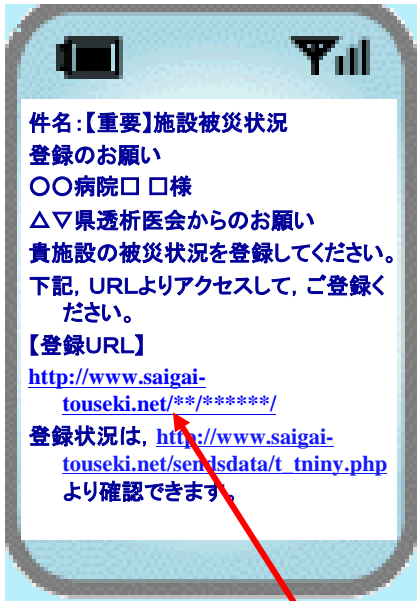 件名:【重要】施設被災状況
登録のお願い
〇〇病院口 口様
△▽県透析医会からのお願い
貴施設の被災状況を登録してください。
下記, URLよりアクセスして, ご登録く
ださい。
【登録URL】
http://www.saigai-
touseki.net/**/******/
登録状況は, http://www.saigai-
touseki.net/sendsdata/t_tniny.php
より確認できます。